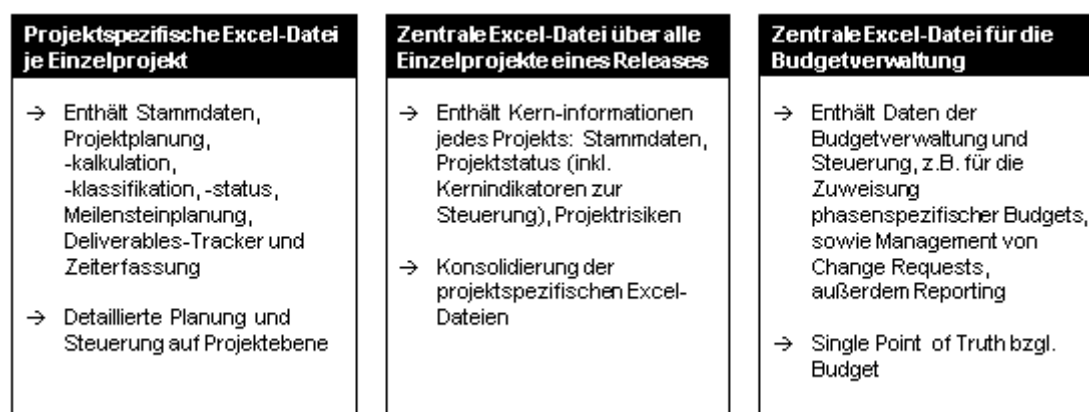 Projektspezifische Excel-Datei
je Einzelprojekt
→ Enthält Stammdaten,
Projektplanung,
-kalkulation,
-klassifikation, -status,
Meilensteinplanung,
Deliverables-Tracker und
Zeiterfassung
→ Detaillierte Planung und
Steuerung auf Projektebene
Zentrale Excel-Datei über alle
Einzelprojekte eines Releases
→ Enthält Kern-informationen
jedes Projekts: Stammdaten,
Projektstatus (inkl.
Kernindikatoren zur
Steuerung), Projektrisiken
→ Konsolidierung der
projektspezifischen Excel-
Dateien
Zentrale Excel-Datei für die
Budgetverwaltung
→ Enthält Daten der
Budgetverwaltung und
Steuerung, z.B. für die
Zuweisung
phasenspezifischer Budgets,
sowie Management von
Change Requests,
außerdem Reporting
→ Single Point of Truth bzgl.
Budget